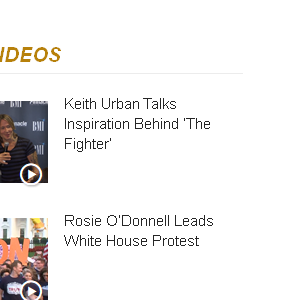 IDEOS
BMI
Keith Urban Talks
Inspiration Behind 'The
Fighter'
Rosie O'Donnell Leads
White House Protest